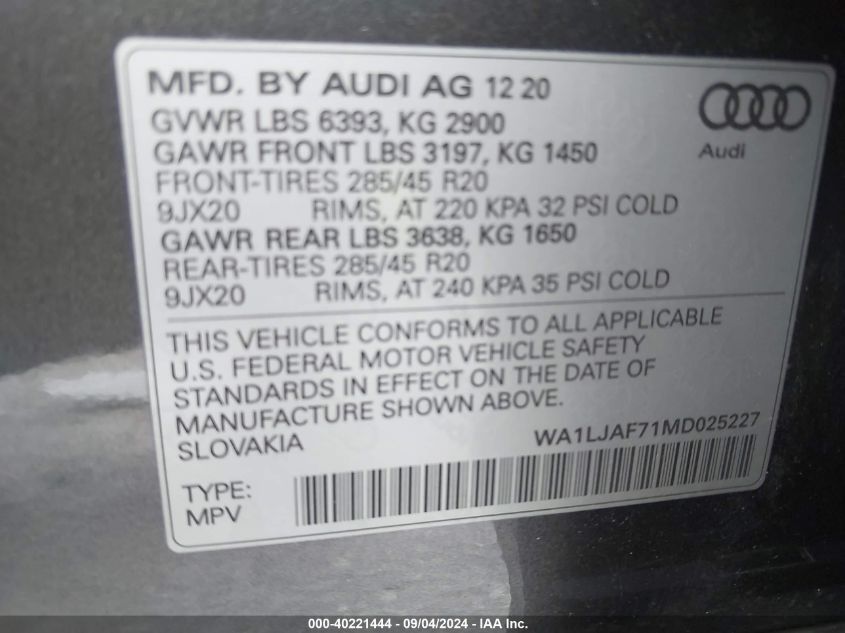 MFD. BY AUDI AG 12 20
GVWR LBS 6393, KG 2900
GAWR FRONT LBS 3197, KG 1450
Audi
FRONT-TIRES 285/45 R20
9JX20 RIMS, AT 220 KPA 32 PSI COLD
GAWR REAR LBS 3638, KG 1650
REAR-TIRES 285/45 R20
9JX20 RIMS, AT 240 KPA 35 PSI COLD
THIS VEHICLE CONFORMS TO ALL APPLICABLE
U.S. FEDERAL MOTOR VEHICLE SAFETY
STANDARDS IN EFFECT ON THE DATE OF
MANUFACTURE SHOWN ABOVE.
SLOVAKIA WA1LJAF71MD025227
TYPE:
MPV
000-40221444 - 09/04/2024 - IAA Inc.